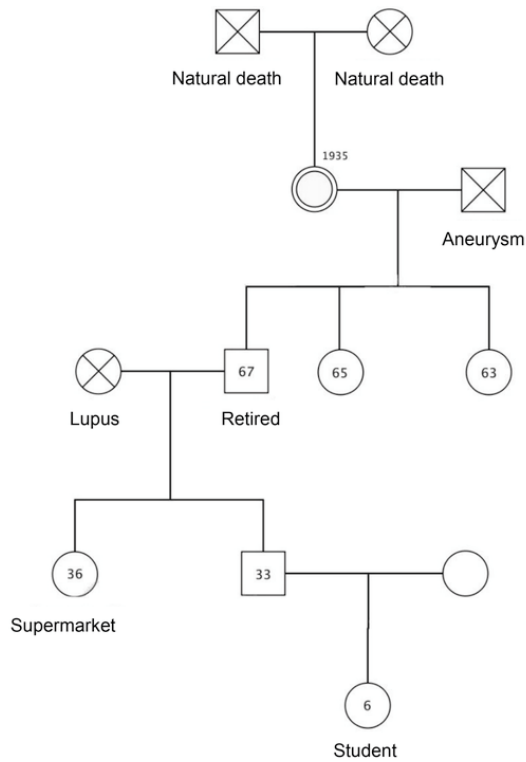 Natural death
Natural death
1935
Aneurysm
67
65
63
Lupus
Retired
36
33
Supermarket
6
Student